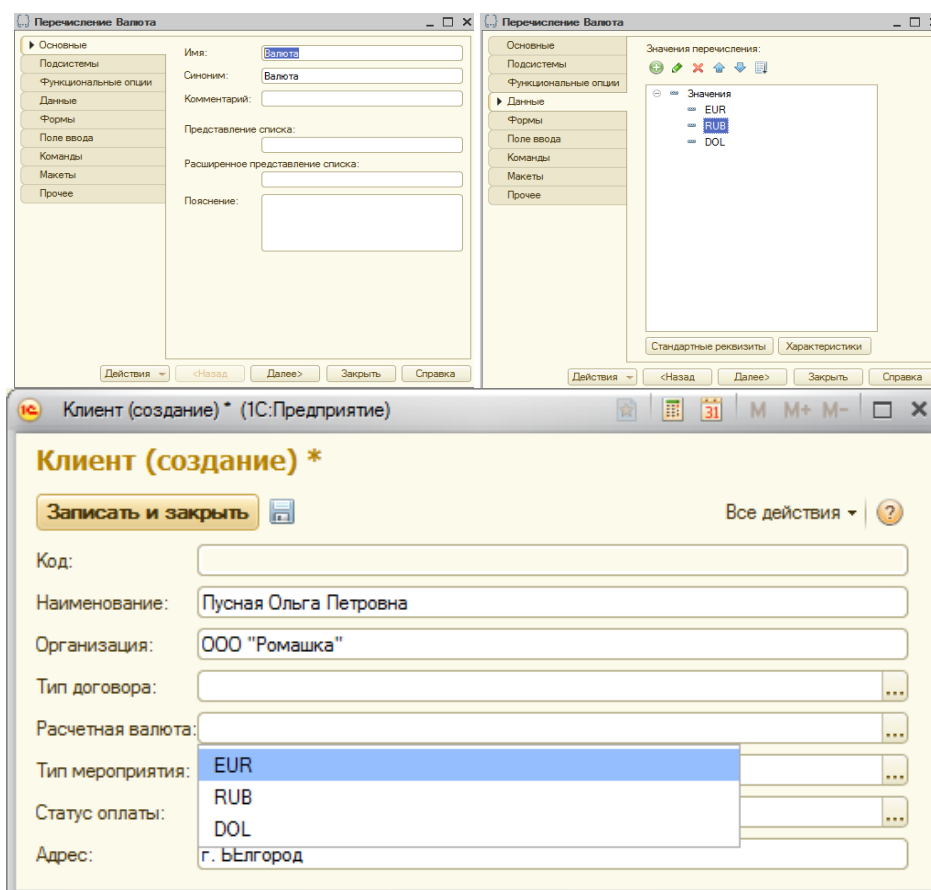 Перечисление Валюта
Основные
Подсистемы
Функциональные опции
Данные
Формы
Поле ввода
Команды
Макеты
Прочее
Имя: Валюта
Синоним: Валюта
Комментарий:
Представление списка:
Расширенное представление списка:
Пояснение:
Действия <Назад Далее> Закрыть Справка
Перечисление Валюта
Основные
Подсистемы
Функциональные опции
Данные
Формы
Поле ввода
Команды
Макеты
Прочее
Значения перечисления:
Значения
EUR
RUB
DOL
Стандартные реквизиты Характеристики
Действия <Назад Далее> Закрыть Справка
1С Клиент (создание) * (1С:Предприятие) 31 M M+ M-
Клиент (создание) *
Записать и закрыть Все действия ?
Код:
Наименование: Пусная Ольга Петровна
Организация: ООО "Ромашка"
Тип договора: ...
Расчетная валюта: ...
Тип мероприятия: EUR ...
RUB
Статус оплаты: ...
DOL
Адрес: г. БЕлгород